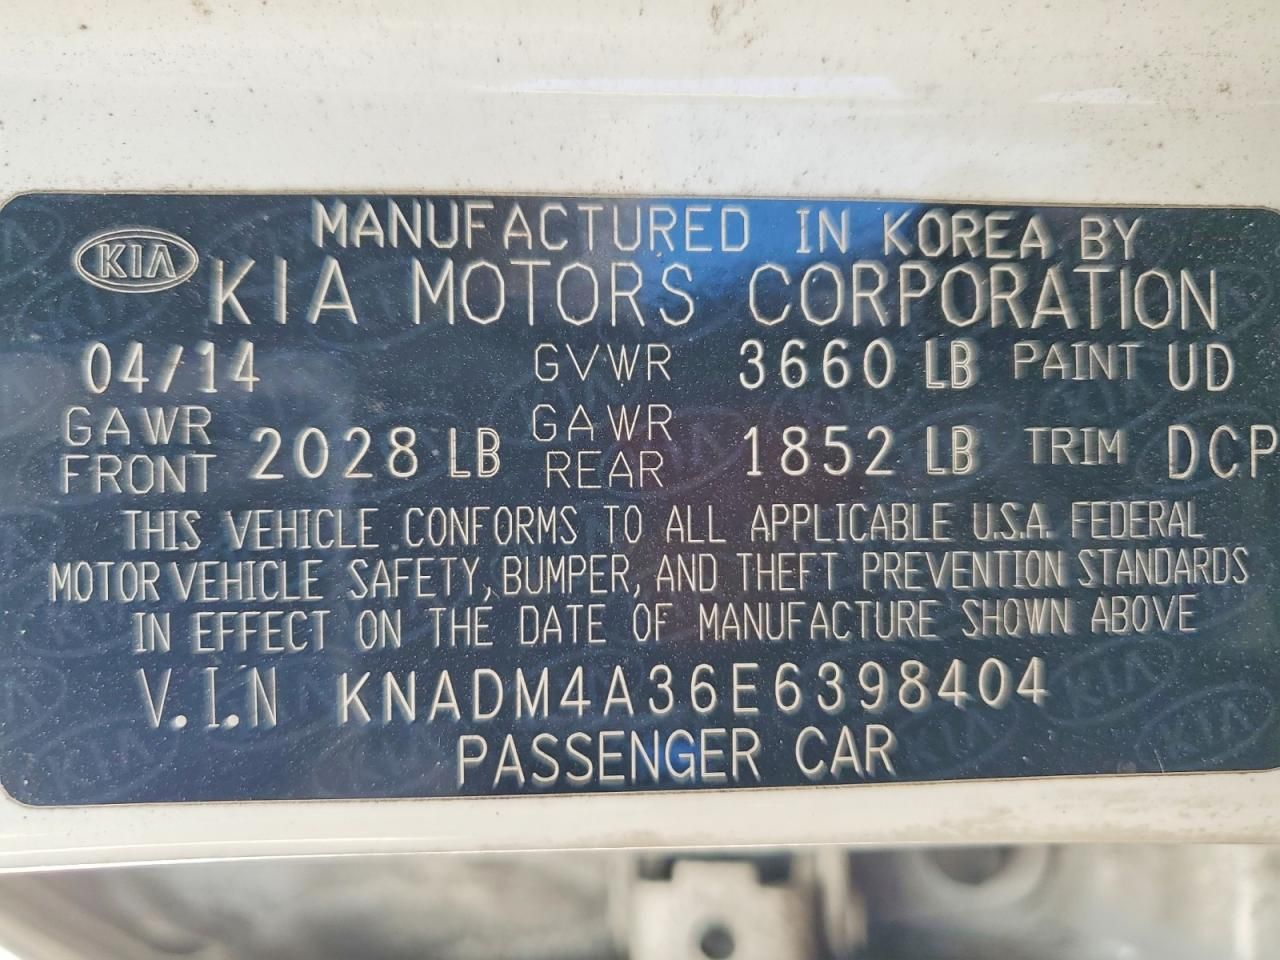 MANUFACTURED IN KOREA BY
KIA KIA MOTORS CORPORATION
04/14 GVWR 3660 LB PAINT UD
GAWR FRONT 2028 LB GAWR REAR 1852 LB TRIM DCP
THIS VEHICLE CONFORMS TO ALL APPLICABLE U.S.A. FEDERAL
MOTOR VEHICLE SAFETY, BUMPER, AND THEFT PREVENTION STANDARDS
IN EFFECT ON THE DATE OF MANUFACTURE SHOWN ABOVE
V.I.N KNADM4A36E6398404
PASSENGER CAR